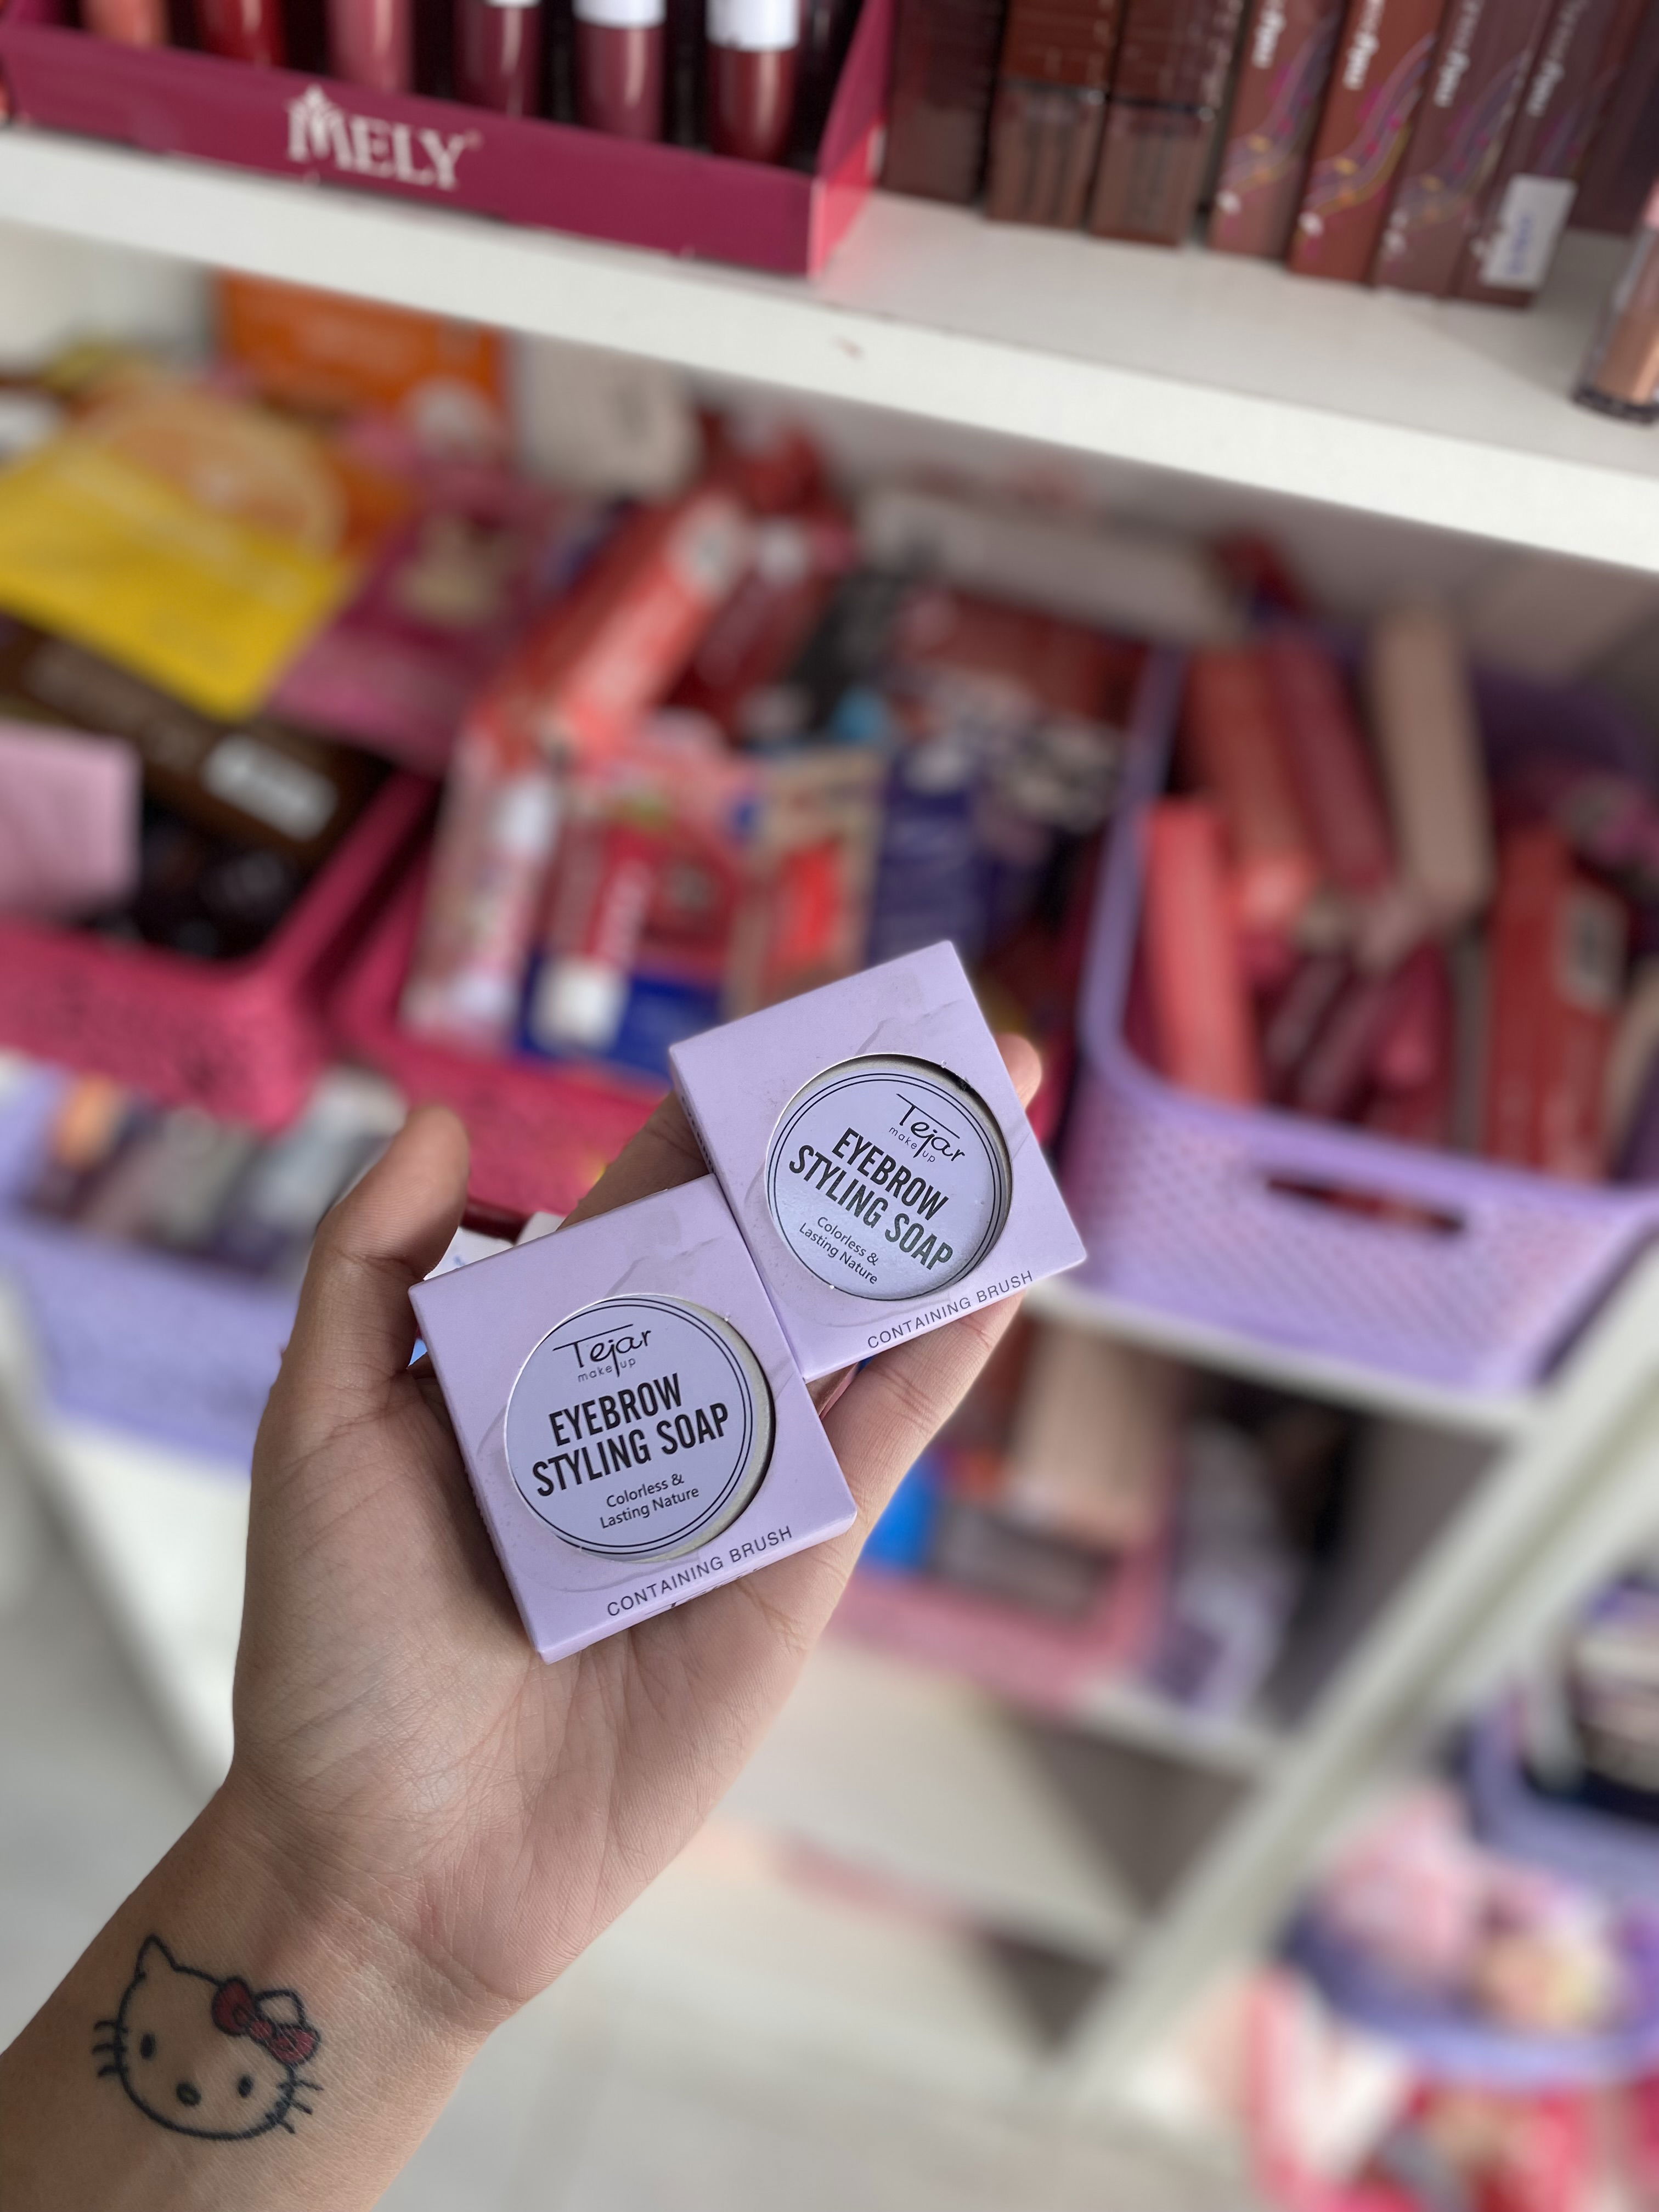 MELY
Tejar
make up
EYEBROW
STYLING SOAP
Colorless &
Lasting Nature
CONTAINING BRUSH
Tejar
make up
EYEBROW
STYLING SOAP
Colorless &
Lasting Nature
CONTAINING BRUSH